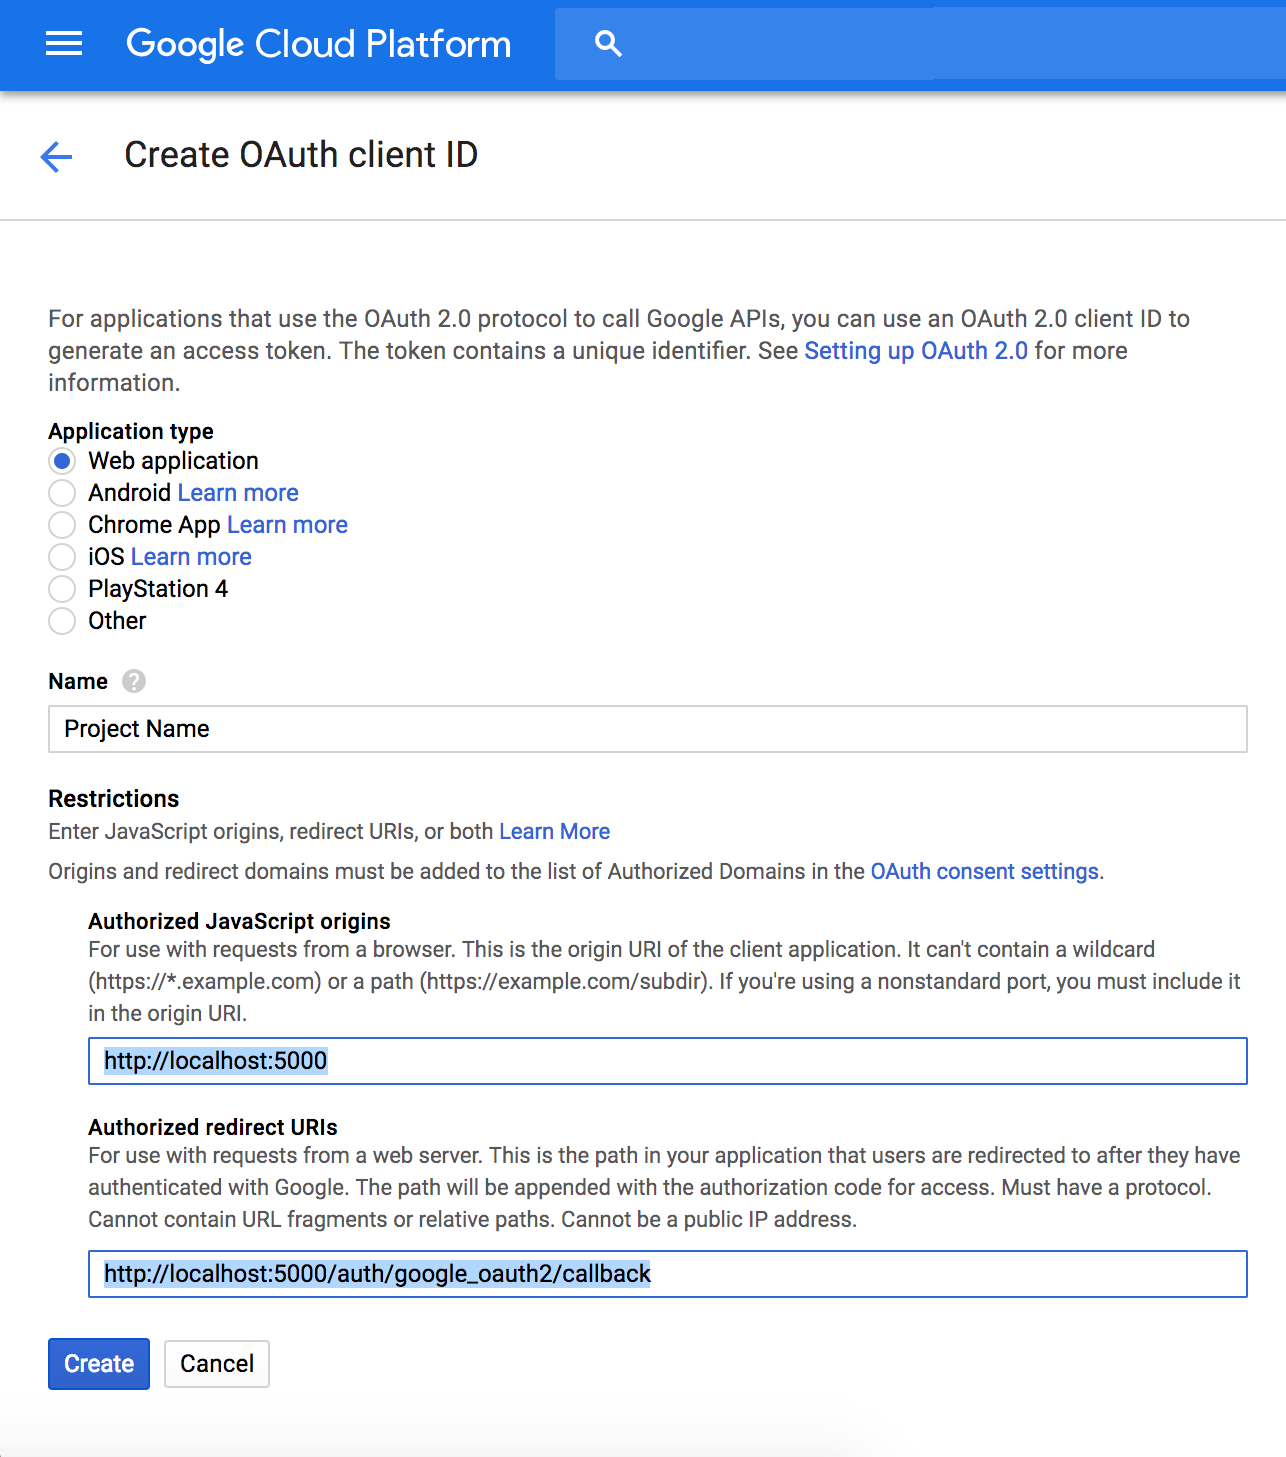 Google Cloud Platform
Create OAuth client ID
For applications that use the OAuth 2.0 protocol to call Google APIs, you can use an OAuth 2.0 client ID to
generate an access token. The token contains a unique identifier. See Setting up OAuth 2.0 for more
information.
Application type
Web application
Android Learn more
Chrome App Learn more
iOS Learn more
PlayStation 4
Other
Name ?
Project Name
Restrictions
Enter JavaScript origins, redirect URIs, or both Learn More
Origins and redirect domains must be added to the list of Authorized Domains in the OAuth consent settings.
Authorized JavaScript origins
For use with requests from a browser. This is the origin URI of the client application. It can't contain a wildcard
(https://*.example.com) or a path (https://example.com/subdir). If you're using a nonstandard port, you must include it
in the origin URI.
http://localhost:5000
Authorized redirect URIs
For use with requests from a web server. This is the path in your application that users are redirected to after they have
authenticated with Google. The path will be appended with the authorization code for access. Must have a protocol.
Cannot contain URL fragments or relative paths. Cannot be a public IP address.
http://localhost:5000/auth/google_oauth2/callback
Create Cancel